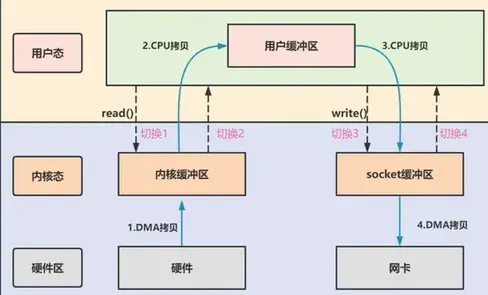 2.CPU拷贝
用户缓冲区
3.CPU拷贝
用户态
read()
write()
切换1
切换2
切换3
切换4
内核态
内核缓冲区
socket缓冲区
1.DMA拷贝
4.DMA拷贝
硬件区
硬件
网卡